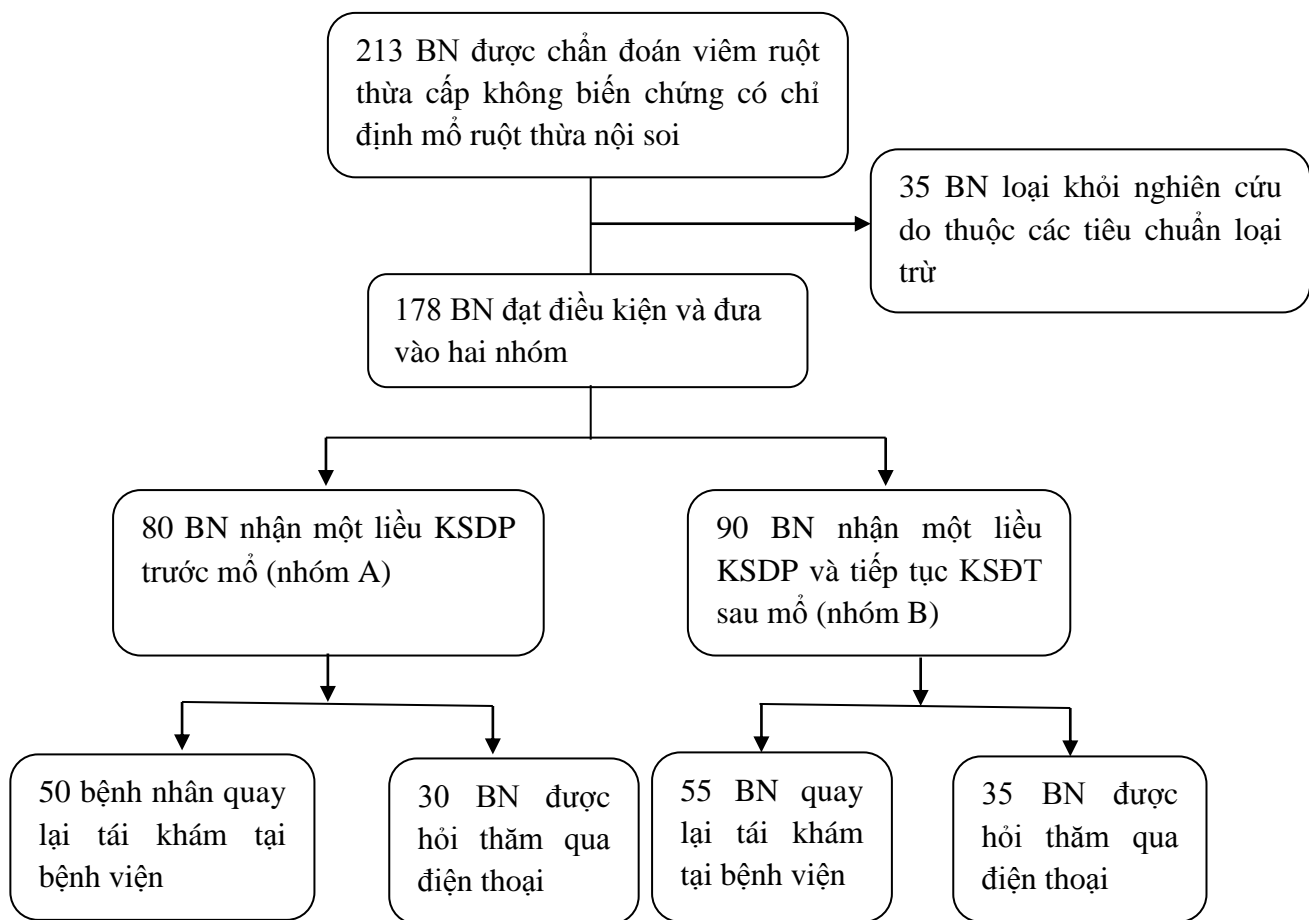 213 BN được chẩn đoán viêm ruột
thừa cấp không biến chứng có chỉ
định mổ ruột thừa nội soi
35 BN loại khỏi nghiên cứu
do thuộc các tiêu chuẩn loại
trừ
178 BN đạt điều kiện và đưa
vào hai nhóm
80 BN nhận một liều KSDP
trước mổ (nhóm A)
90 BN nhận một liều
KSDP và tiếp tục KSĐT
sau mổ (nhóm B)
50 bệnh nhân quay
lại tái khám tại
bệnh viện
30 BN được
hỏi thăm qua
điện thoại
55 BN quay
lại tái khám
tại bệnh viện
35 BN được
hỏi thăm qua
điện thoại